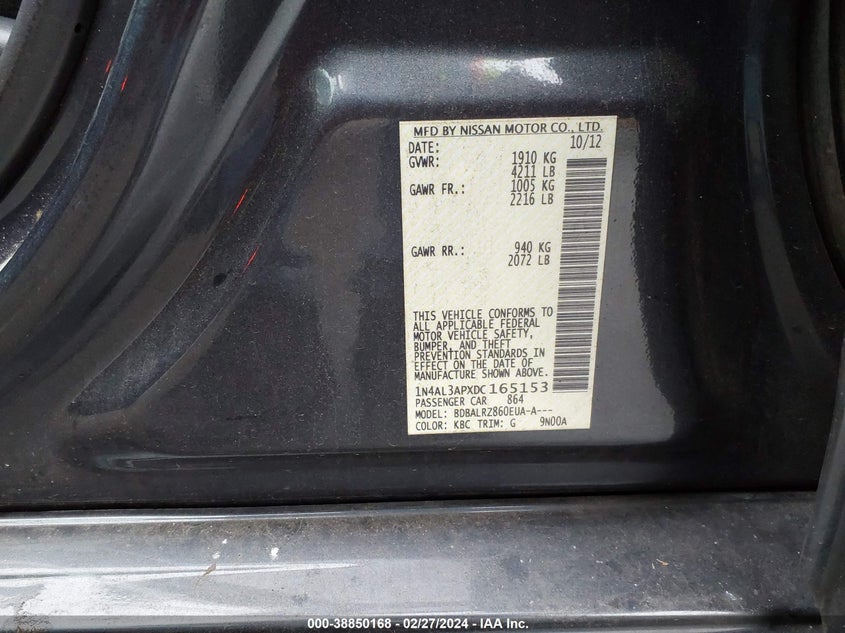 MFD BY NISSAN MOTOR CO., LTD.
DATE: 10/12
GVWR: 1910 KG
4211 LB
GAWR FR.: 1005 KG
2216 LB
GAWR RR.: 940 KG
2072 LB
THIS VEHICLE CONFORMS TO
ALL APPLICABLE FEDERAL
MOTOR VEHICLE SAFETY,
BUMPER, AND THEFT
PREVENTION STANDARDS IN
EFFECT ON THE DATE OF
MANUFACTURE SHOWN ABOVE.
1N4AL3APXDC165153
PASSENGER CAR 864
MODEL: BDBALRZ860EUA-A---
COLOR: KBC TRIM: G 9N00A
000-38850168 - 02/27/2024 - IAA Inc.